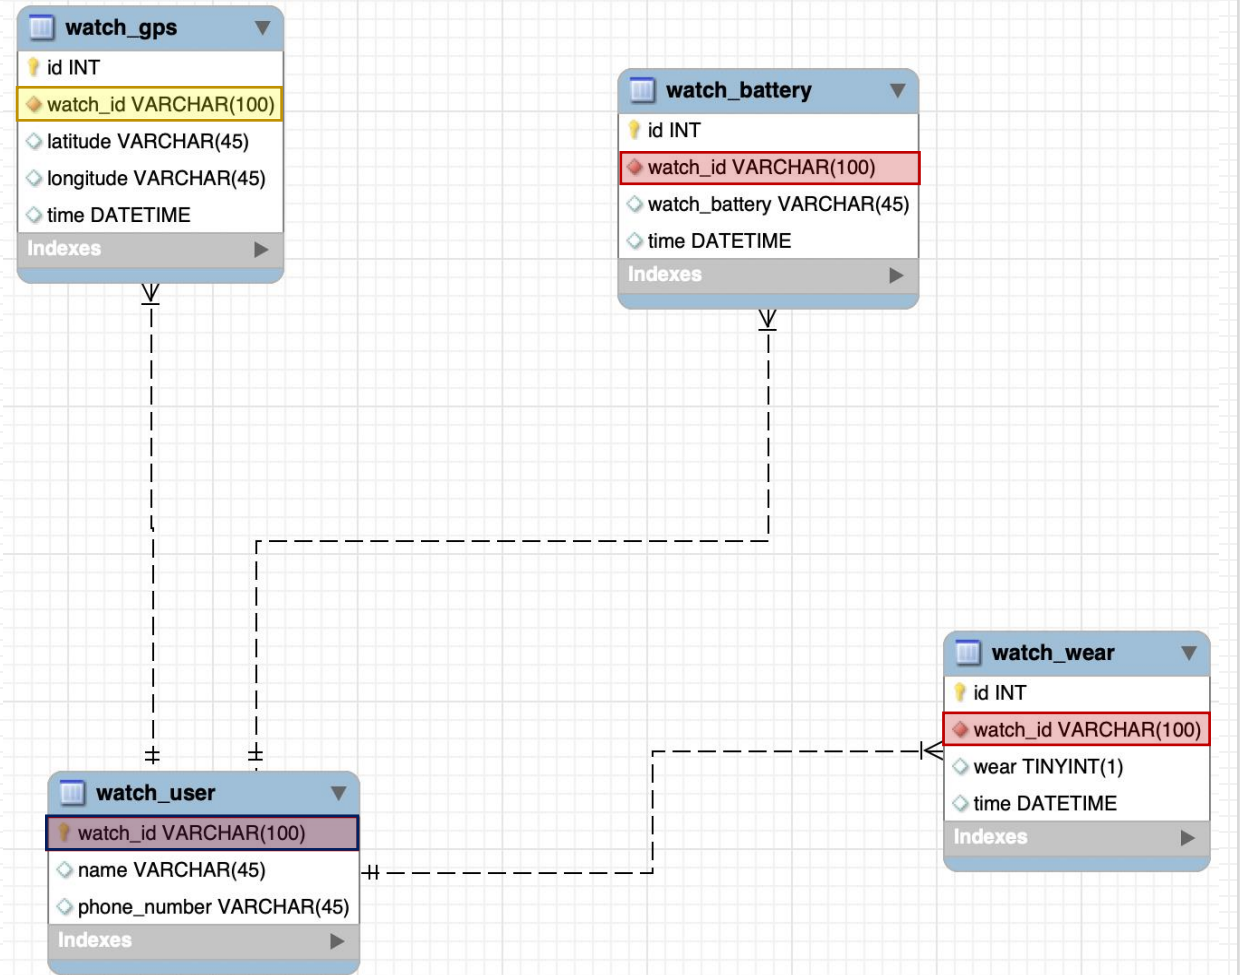 watch_gps
id INT
watch_id VARCHAR(100)
latitude VARCHAR(45)
longitude VARCHAR(45)
time DATETIME
Indexes
watch_battery
id INT
watch_id VARCHAR(100)
watch_battery VARCHAR(45)
time DATETIME
Indexes
watch_wear
id INT
watch_id VARCHAR(100)
wear TINYINT(1)
time DATETIME
Indexes
watch_user
watch_id VARCHAR(100)
name VARCHAR(45)
phone_number VARCHAR(45)
Indexes